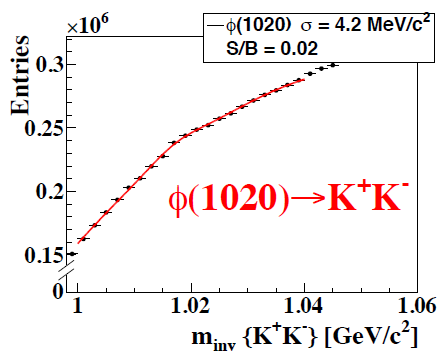 ×10⁶
φ(1020) σ = 4.2 MeV/c²
S/B = 0.02
Entries
0.3
0.25
0.2
0.15
0
φ(1020)→K⁺K⁻
1
1.02
1.04
1.06
m_inv {K⁺K⁻} [GeV/c²]